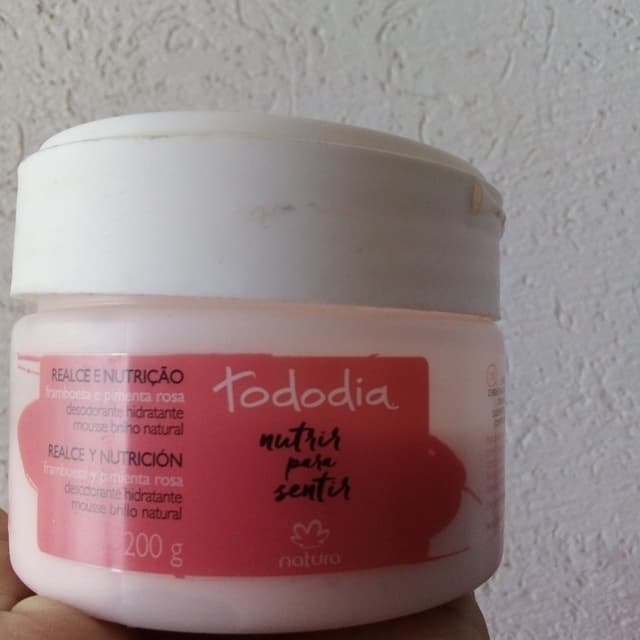 REALCE E NUTRIÇÃO
framboesa e pimenta rosa
desodorante hidratante
mousse brilho natural
REALCE Y NUTRICIÓN
frambuesa y pimienta rosa
desodorante hidratante
mousse brillo natural
200 g
tododia
nutrir
para
sentir
natura